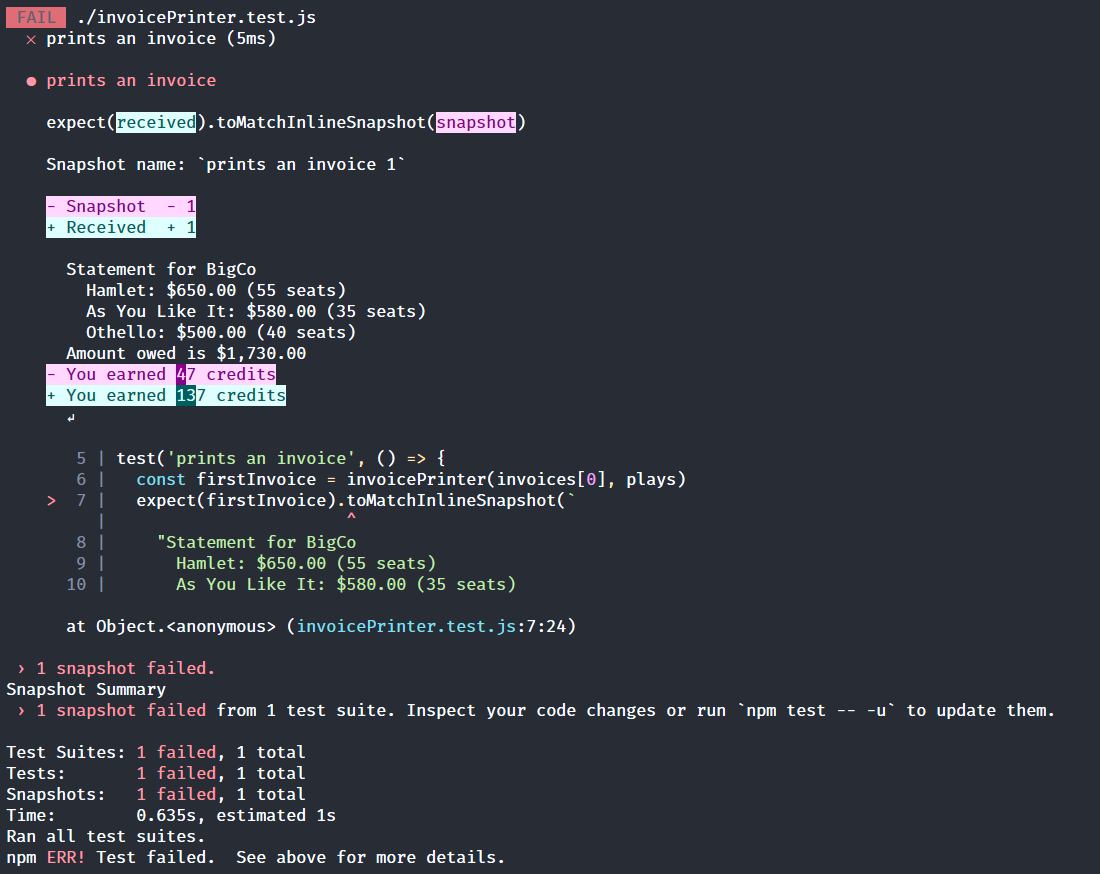 FAIL ./invoicePrinter.test.js
✕ prints an invoice (5ms)
● prints an invoice
expect(received).toMatchInlineSnapshot(snapshot)
Snapshot name: `prints an invoice 1`
- Snapshot  - 1
+ Received  + 1
Statement for BigCo
Hamlet: $650.00 (55 seats)
As You Like It: $580.00 (35 seats)
Othello: $500.00 (40 seats)
Amount owed is $1,730.00
- You earned 47 credits
+ You earned 137 credits
↲
5 | test('prints an invoice', () => {
6 |   const firstInvoice = invoicePrinter(invoices[0], plays)
> 7 |   expect(firstInvoice).toMatchInlineSnapshot(`
|                        ^
8 |     "Statement for BigCo
9 |       Hamlet: $650.00 (55 seats)
10 |       As You Like It: $580.00 (35 seats)
at Object.<anonymous> (invoicePrinter.test.js:7:24)
› 1 snapshot failed.
Snapshot Summary
› 1 snapshot failed from 1 test suite. Inspect your code changes or run `npm test -- -u` to update them.
Test Suites: 1 failed, 1 total
Tests:       1 failed, 1 total
Snapshots:   1 failed, 1 total
Time:        0.635s, estimated 1s
Ran all test suites.
npm ERR! Test failed.  See above for more details.